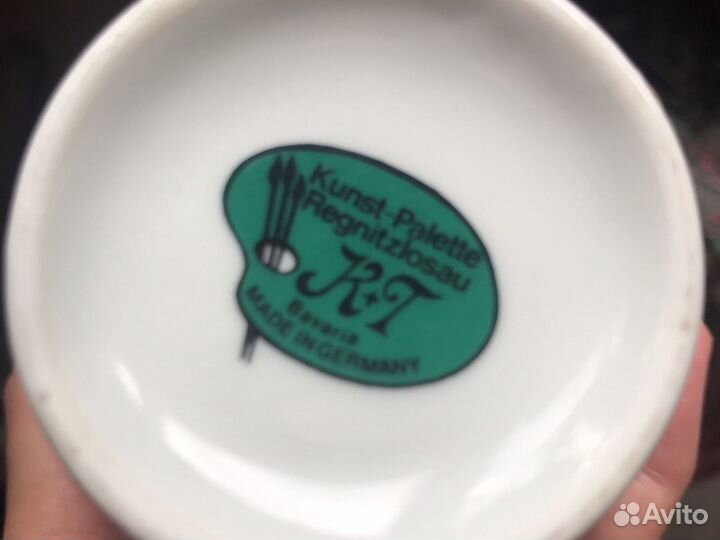 Kunst-Palette
Regnitzlosau
K+T
Bavaria
MADE IN GERMANY
Avito